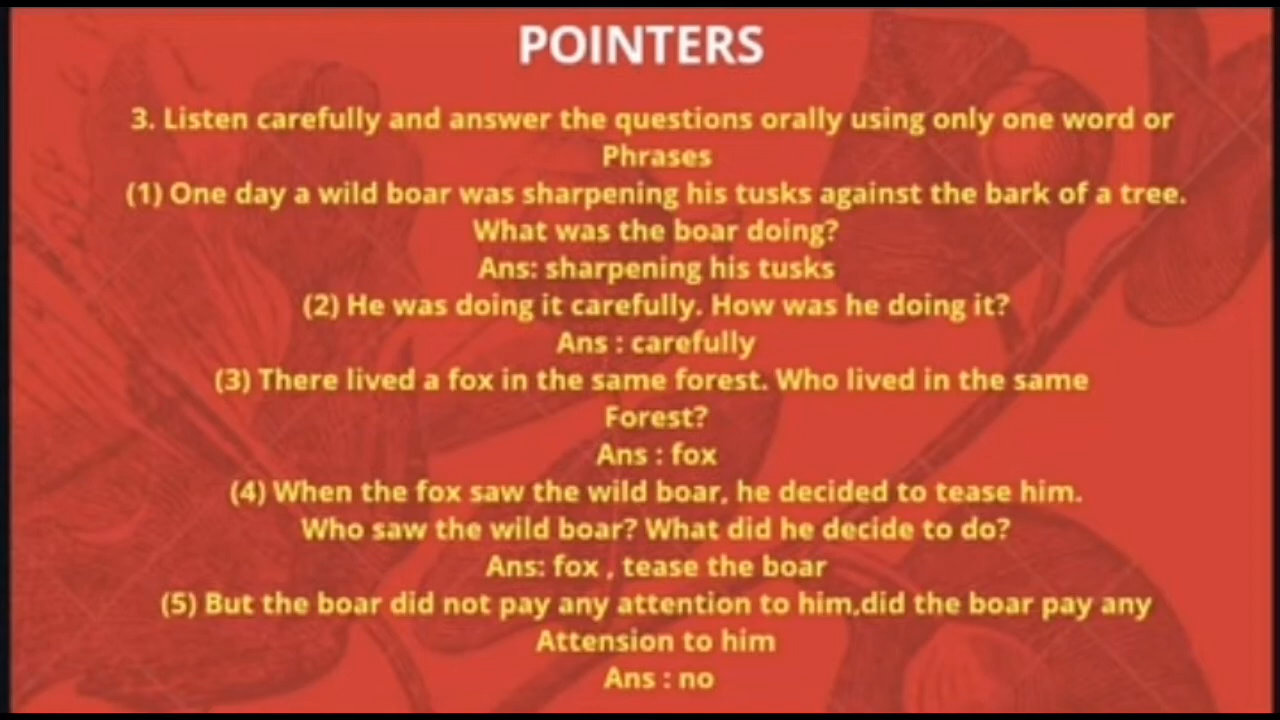 POINTERS
3. Listen carefully and answer the questions orally using only one word or
Phrases
(1) One day a wild boar was sharpening his tusks against the bark of a tree.
What was the boar doing?
Ans: sharpening his tusks
(2) He was doing it carefully. How was he doing it?
Ans : carefully
(3) There lived a fox in the same forest. Who lived in the same
Forest?
Ans : fox
(4) When the fox saw the wild boar, he decided to tease him.
Who saw the wild boar? What did he decide to do?
Ans: fox , tease the boar
(5) But the boar did not pay any attention to him,did the boar pay any
Attension to him
Ans : no